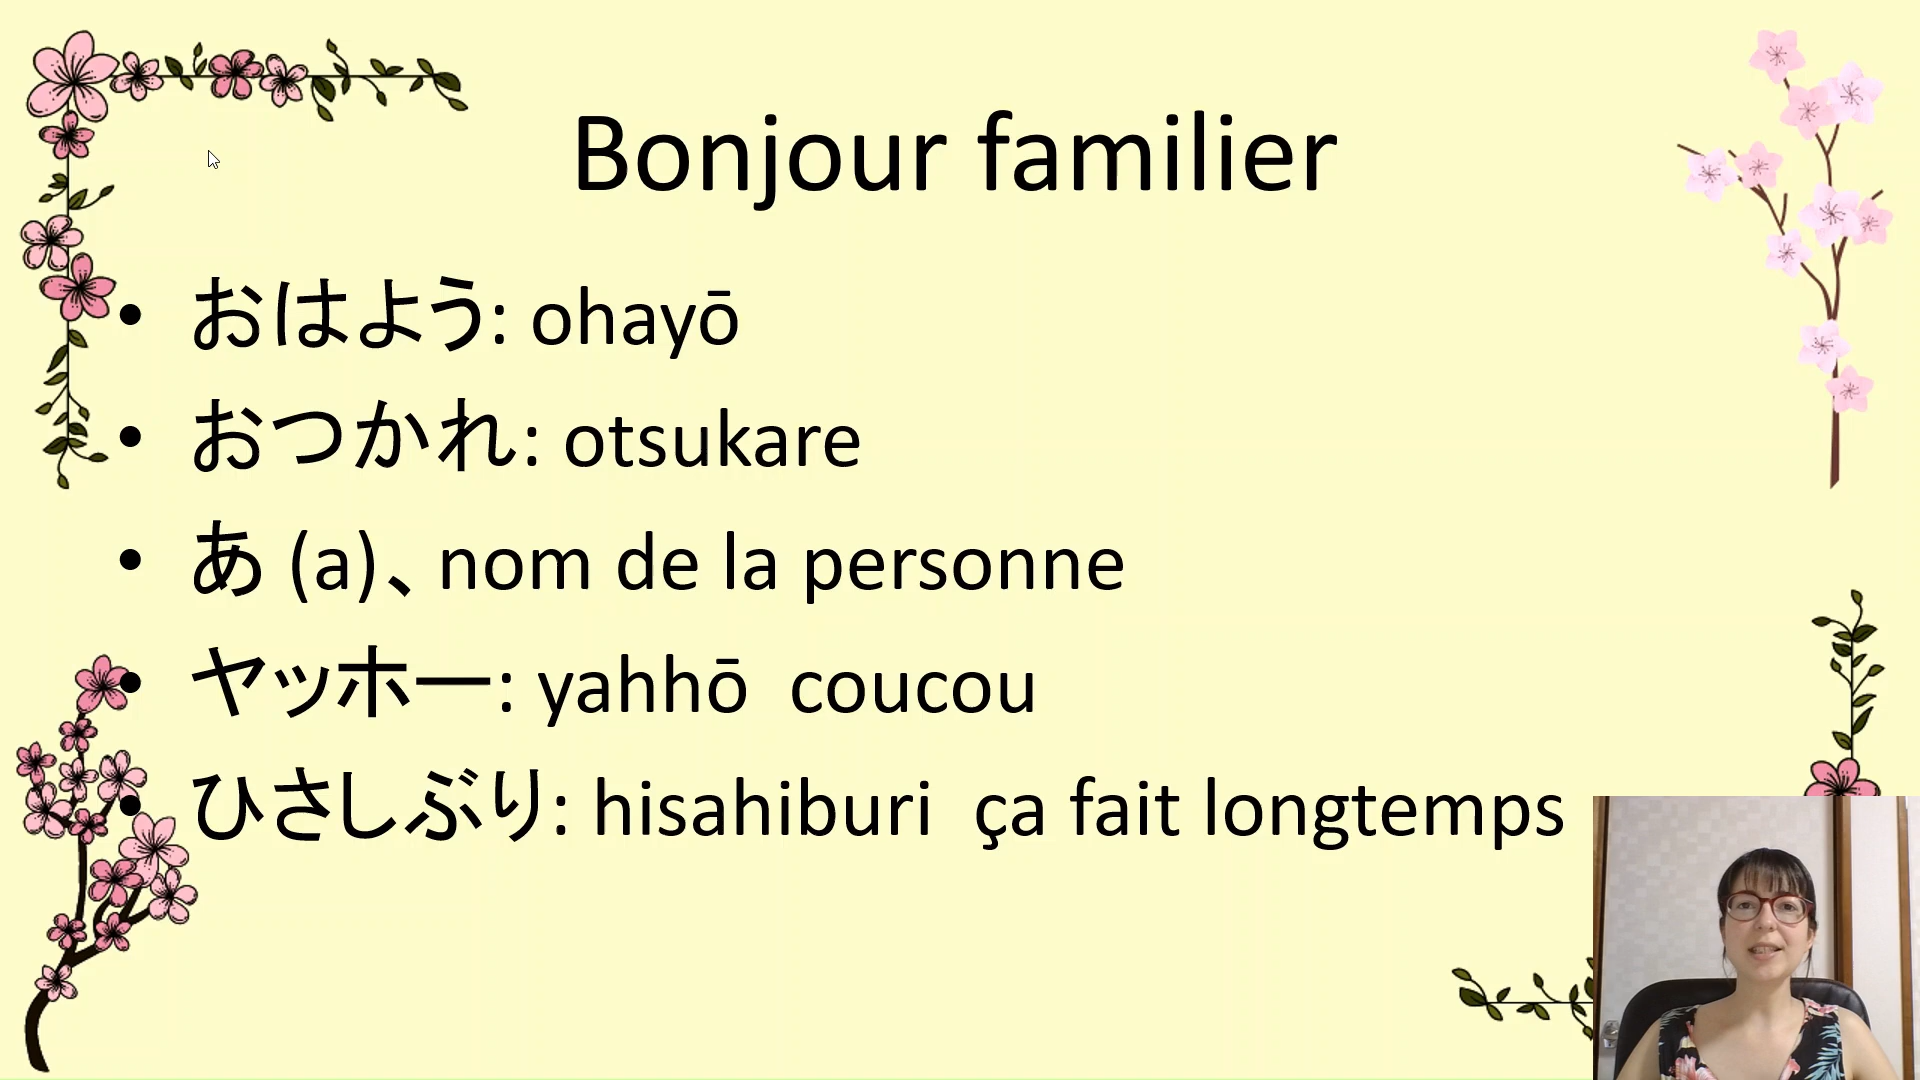 Bonjour familier
• おはよう: ohayō
• おつかれ: otsukare
• あ (a)、nom de la personne
• ヤッホー: yahhō coucou
• ひさしぶり: hisahiburi ça fait longtemps